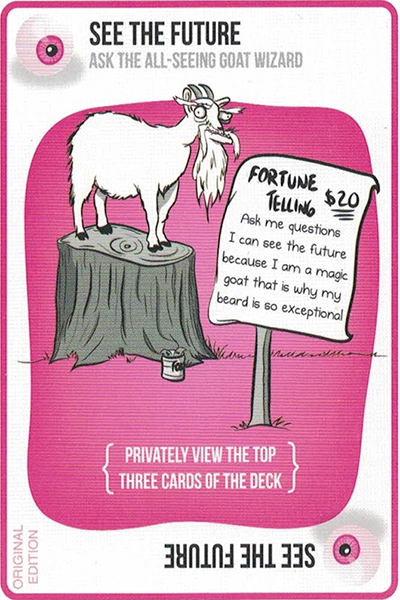 SEE THE FUTURE
ASK THE ALL-SEEING GOAT WIZARD
FORTUNE
TELLING $20
Ask me questions
I can see the future
because I am a magic
goat that is why my
beard is so exceptional
PRIVATELY VIEW THE TOP
THREE CARDS OF THE DECK
ORIGINAL
EDITION
SEE THE FUTURE